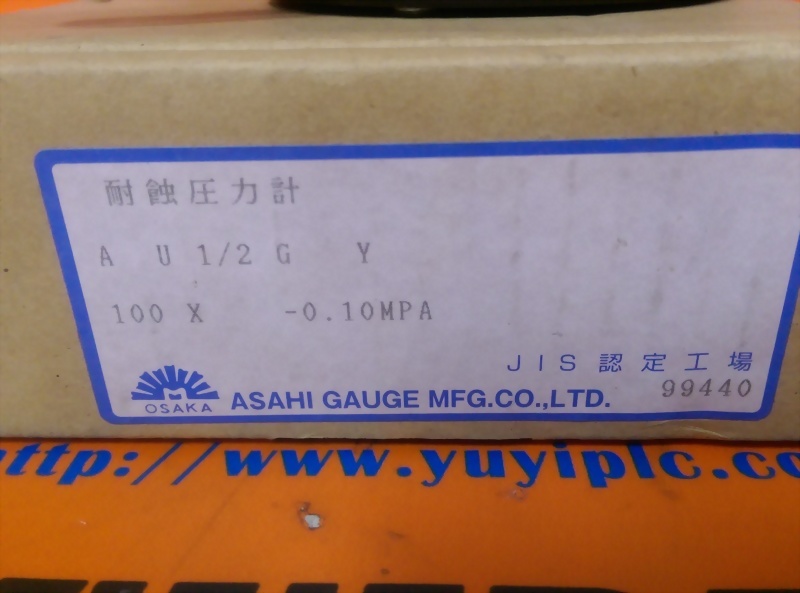 耐蝕圧力計
A U 1/2 G Y
100 X -0.10MPA
JIS 認定工場
99440
OSAKA ASAHI GAUGE MFG.CO.,LTD.
http://www.yuyiplc.co